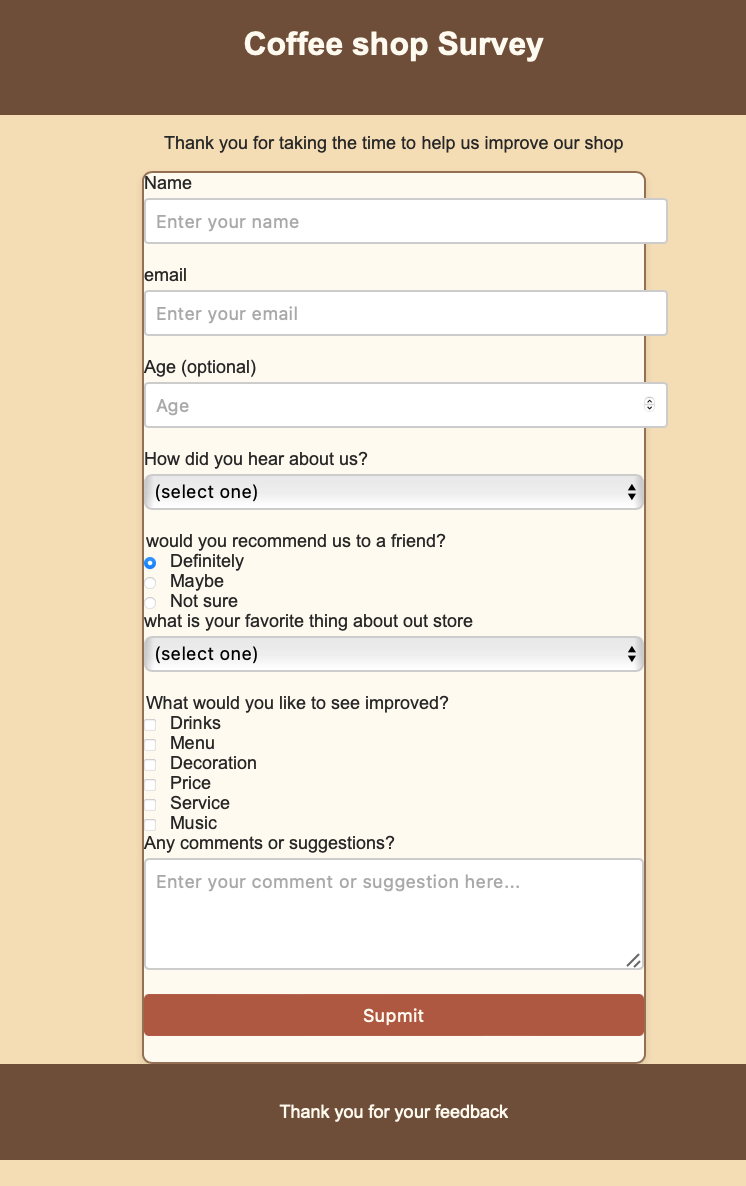 Coffee shop Survey
Thank you for taking the time to help us improve our shop
Name
Enter your name
email
Enter your email
Age (optional)
Age
How did you hear about us?
(select one)
would you recommend us to a friend?
Definitely
Maybe
Not sure
what is your favorite thing about out store
(select one)
What would you like to see improved?
Drinks
Menu
Decoration
Price
Service
Music
Any comments or suggestions?
Enter your comment or suggestion here...
Supmit
Thank you for your feedback